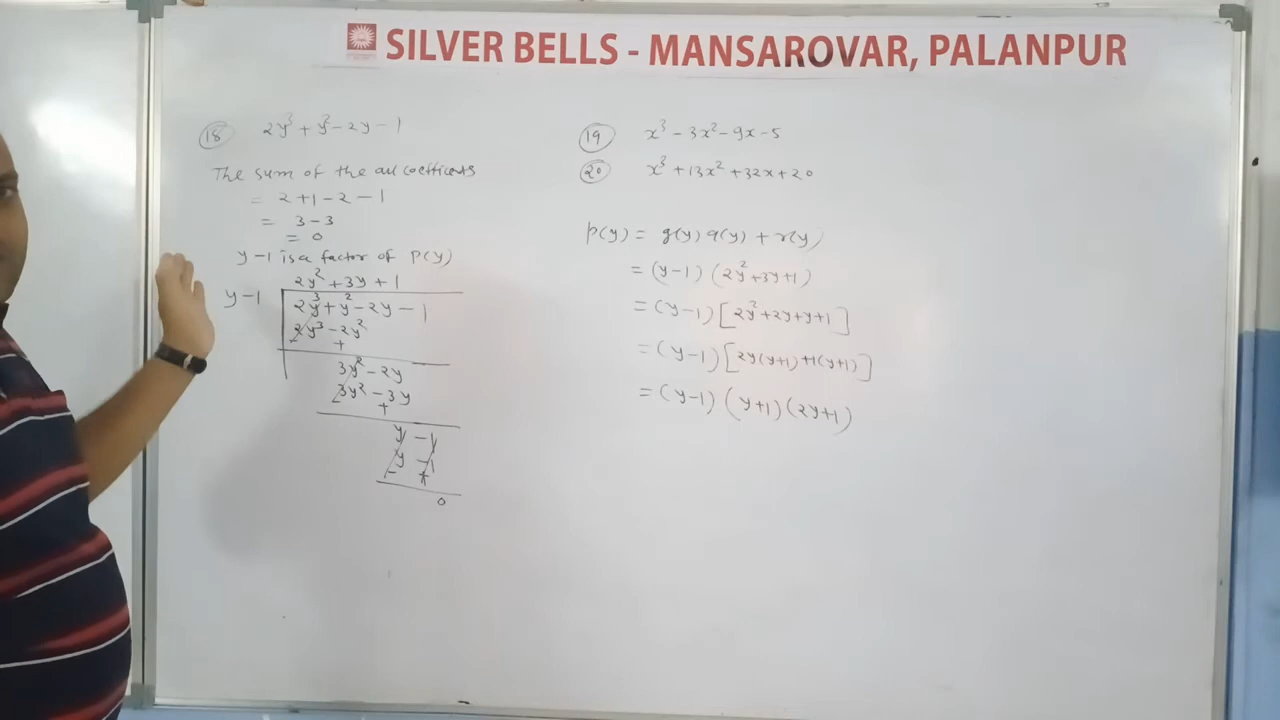 SILVER BELLS - MANSAROVAR, PALANPUR
(18) 2y³ + y² - 2y - 1
The sum of the all coefficients
= 2 + 1 - 2 - 1
= 3 - 3
= 0
y - 1 is a factor of P(y)
2y² + 3y + 1
y - 1
2y³ + y² - 2y - 1
2y³ - 2y²
- +
3y² - 2y
3y² - 3y
- +
y - 1
y - 1
- +
0
(19) x³ - 3x² - 9x - 5
(20) x³ + 13x² + 32x + 20
P(y) = g(y) q(y) + r(y)
= (y-1) (2y² + 3y + 1)
= (y-1) [2y² + 2y + y + 1]
= (y-1) [2y(y+1) + 1(y+1)]
= (y-1) (y+1) (2y+1)